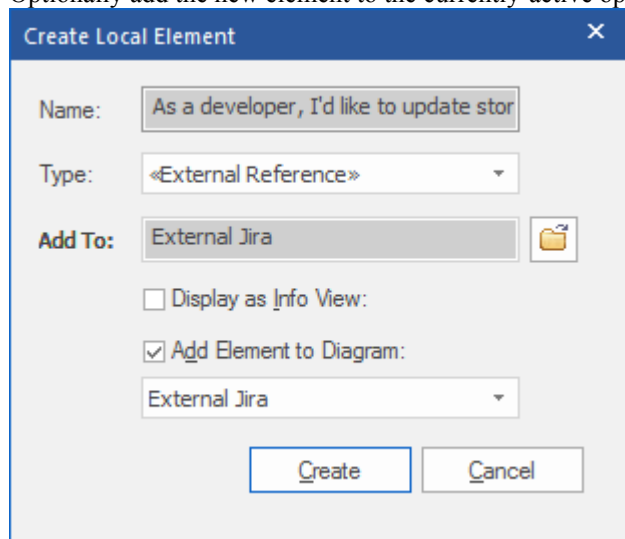 Optionally add the new element to the currently-active op
Create Local Element
Name: As a developer, I'd like to update stor
Type: «External Reference»
Add To: External Jira
Display as Info View:
Add Element to Diagram:
External Jira
Create Cancel